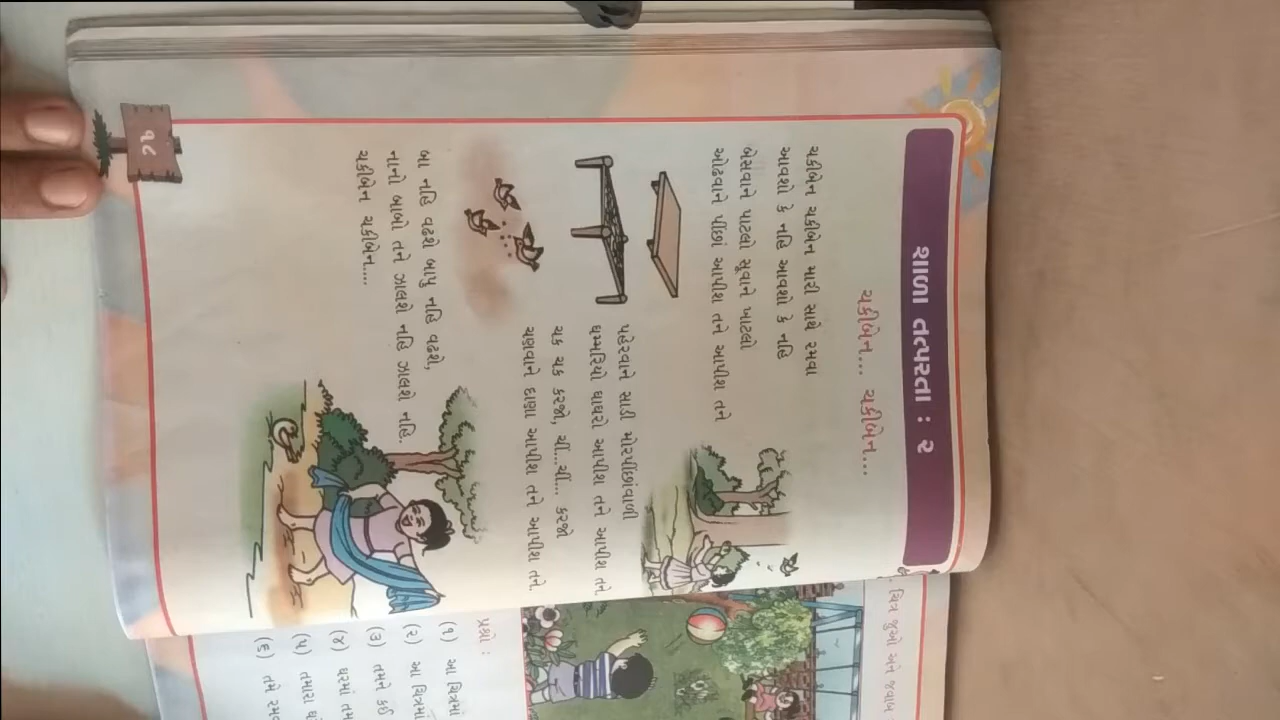 શાળા તત્પરતા : ૨
ચકીબેન... ચકીબેન...
ચકીબેન ચકીબેન મારી સાથે રમવા
આવશો કે નહિ આવશો કે નહિ
બેસવાને પાટલો સૂવાને ખાટલો
ઓઢવાને પીંછાં આપીશ તને આપીશ તને
પહેરવાને સાડી મોરપીંછાંવાળી
ઘમ્મરિયો ઘાઘરો આપીશ તને આપીશ તને.
ચક ચક કરજો, ચીં...ચીં... કરજો
ચણવાને દાણા આપીશ તને આપીશ તને.
બા નહિ વઢશે બાપુ નહિ વઢશે,
નાનો બાબો તને ઝાલશે નહિ ઝાલશે નહિ.
ચકીબેન ચકીબેન....
૧૮
ચિત્ર જુઓ અને જવાબ
પ્રશ્નો :
(૧) આ ચિત્રમાં
(૨) આ ચિત્રમાં
(૩) તમને કઈ
(૪) ઘરમાં તમ
(૫) તમારા
(૬) તમે